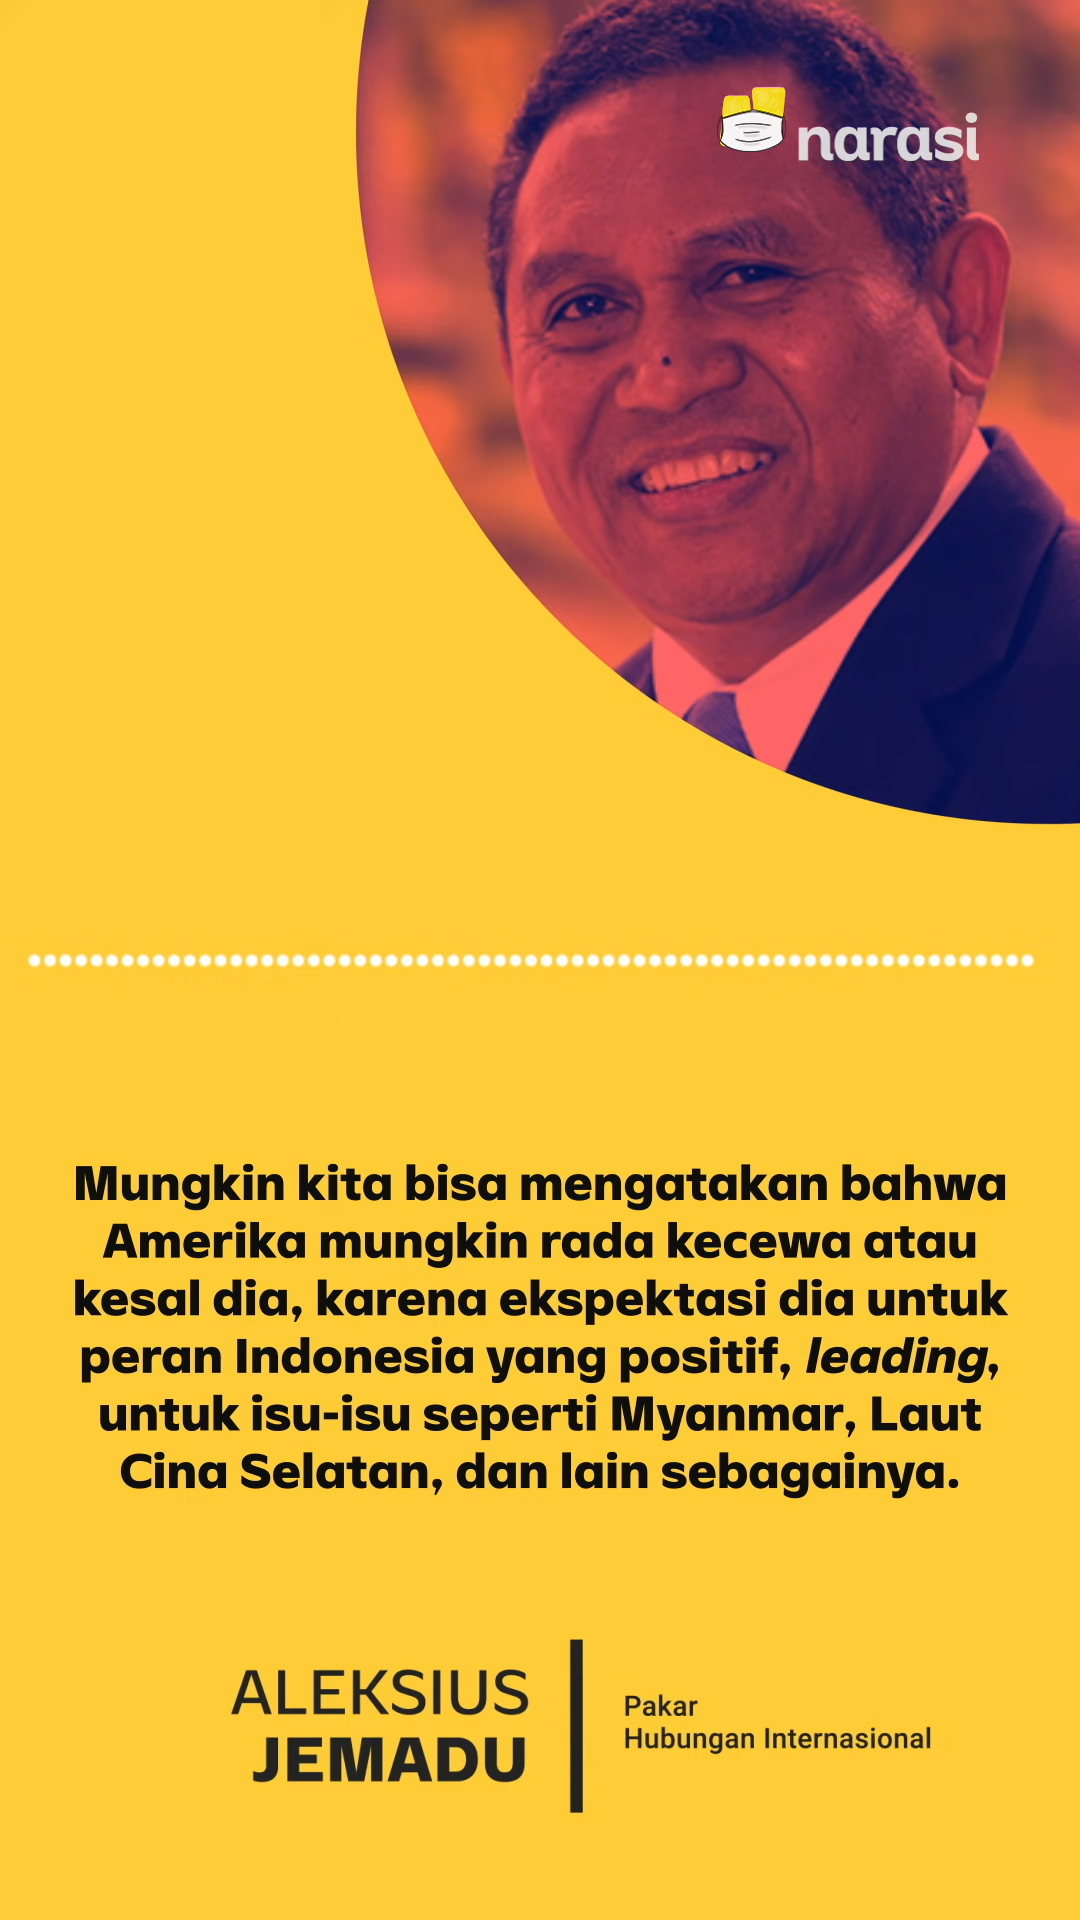 narasi
Mungkin kita bisa mengatakan bahwa
Amerika mungkin rada kecewa atau
kesal dia, karena ekspektasi dia untuk
peran Indonesia yang positif, leading,
untuk isu-isu seperti Myanmar, Laut
Cina Selatan, dan lain sebagainya.
ALEKSIUS
JEMADU
Pakar
Hubungan Internasional